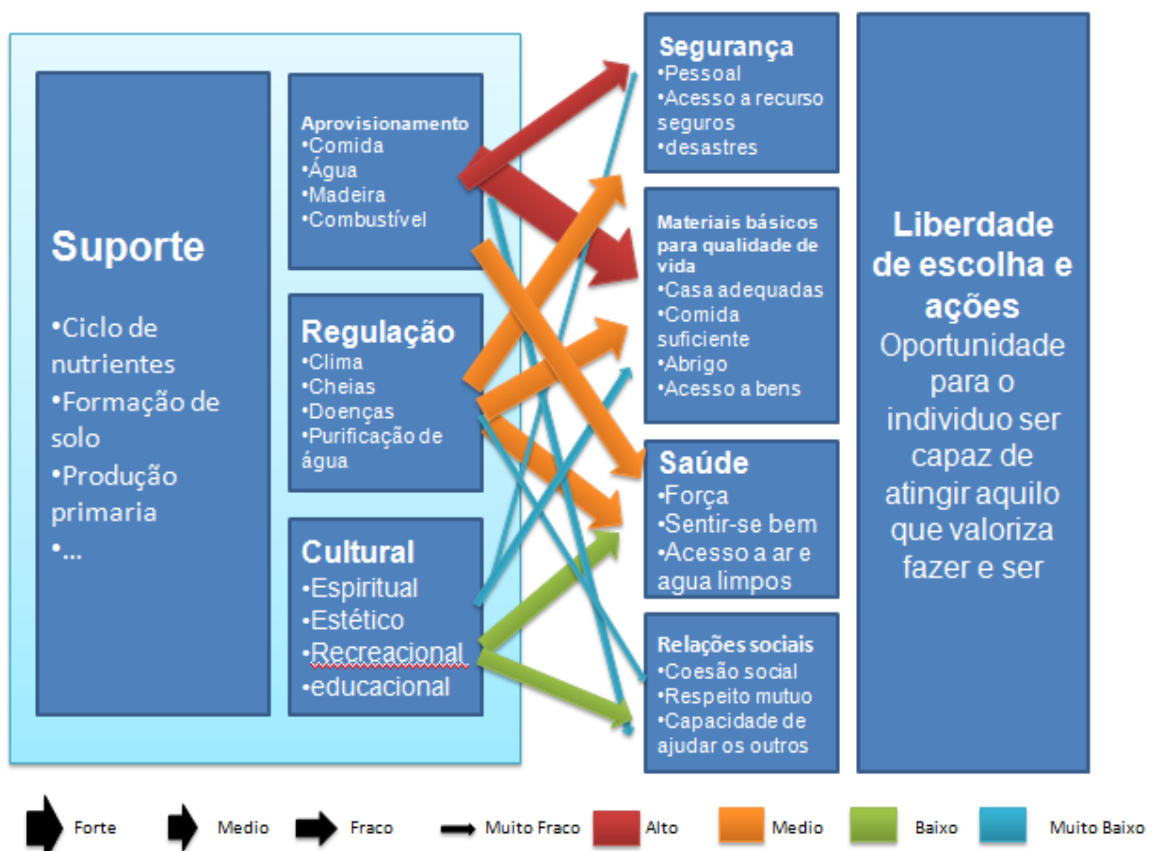 Suporte
•Ciclo de
nutrientes
•Formação de
solo
•Produção
primaria
•...
Aprovisionamento
•Comida
•Água
•Madeira
•Combustível
Regulação
•Clima
•Cheias
•Doenças
•Purificação de
água
Cultural
•Espiritual
•Estético
•Recreacional
•educacional
Segurança
•Pessoal
•Acesso a recurso
seguros
•desastres
Materiais básicos
para qualidade de
vida
•Casa adequadas
•Comida
suficiente
•Abrigo
•Acesso a bens
Saúde
•Força
•Sentir-se bem
•Acesso a ar e
agua limpos
Relações sociais
•Coesão social
•Respeito mutuo
•Capacidade de
ajudar os outros
Liberdade
de escolha e
ações
Oportunidade
para o
individuo ser
capaz de
atingir aquilo
que valoriza
fazer e ser
Forte Medio Fraco Muito Fraco Alto Medio Baixo Muito Baixo